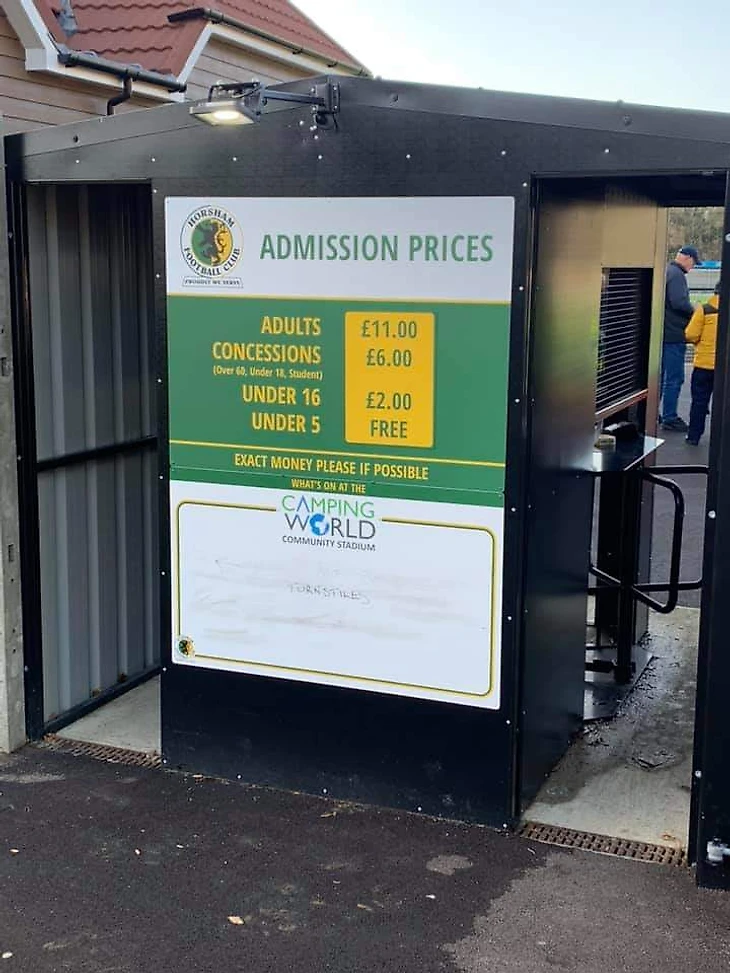 HORSHAM
FOOTBALL CLUB
ADMISSION PRICES
ADULTS £11.00
CONCESSIONS £6.00
(Over 60, Under 18, Student)
UNDER 16 £2.00
UNDER 5 FREE
EXACT MONEY PLEASE IF POSSIBLE
WHAT'S ON AT THE
CAMPING
WORLD
COMMUNITY STADIUM
TURNSTILES